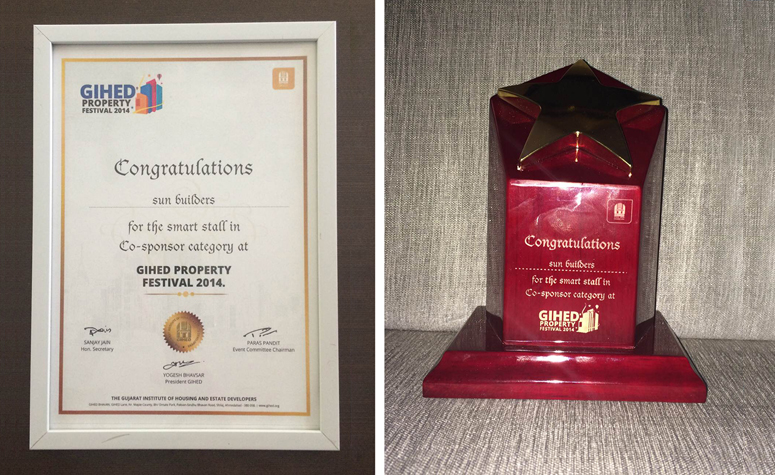 GIHED
PROPERTY
FESTIVAL 2014
Congratulations
sun builders
for the smart stall in
Co-sponsor category at
GIHED PROPERTY
FESTIVAL 2014.
SANJAY JAIN
Hon. Secretary
PARAS PANDIT
Event Committee Chairman
YOGESH BHAVSAR
President GIHED
THE GUJARAT INSTITUTE OF HOUSING AND ESTATE DEVELOPERS
Congratulations
sun builders
for the smart stall in
Co-sponsor category at
GIHED
PROPERTY
FESTIVAL 2014